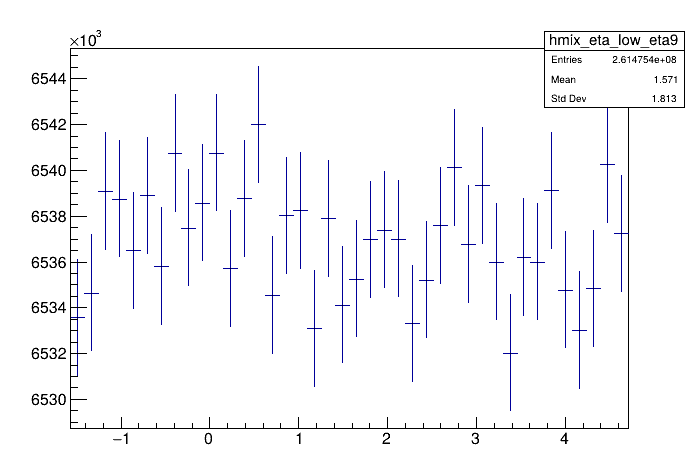 ×10³
hmix_eta_low_eta9
Entries 2.614754e+08
Mean 1.571
Std Dev 1.813
6544
6542
6540
6538
6536
6534
6532
6530
−1 0 1 2 3 4